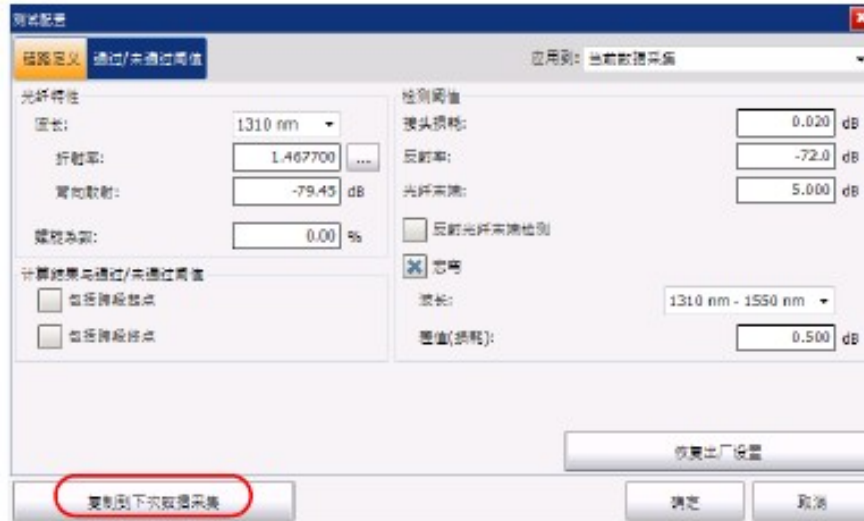 测试配置
链路定义 通过/未通过阈值 应用到: 当前数据采集
光纤特性
波长: 1310 nm
折射率: 1.467700 ...
背向散射: -79.45 dB
螺旋系数: 0.00 %
计算结果与通过/未通过阈值
包括跨段起点
包括跨段终点
检测阈值
接头损耗: 0.020 dB
反射率: -72.0 dB
光纤末端: 5.000 dB
反射光纤末端检测
宏弯
波长: 1310 nm - 1550 nm
差值(损耗): 0.500 dB
恢复出厂设置
复制到下次数据采集 确定 取消